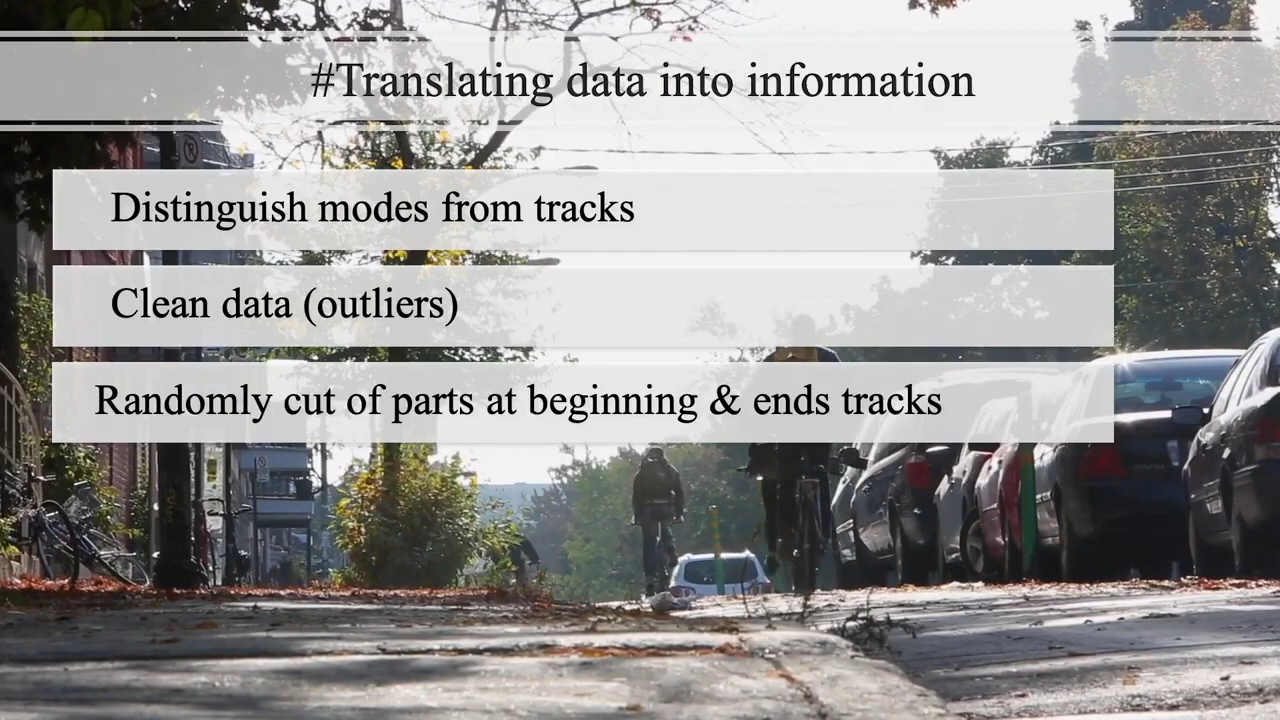 #Translating data into information
Distinguish modes from tracks
Clean data (outliers)
Randomly cut of parts at beginning & ends tracks